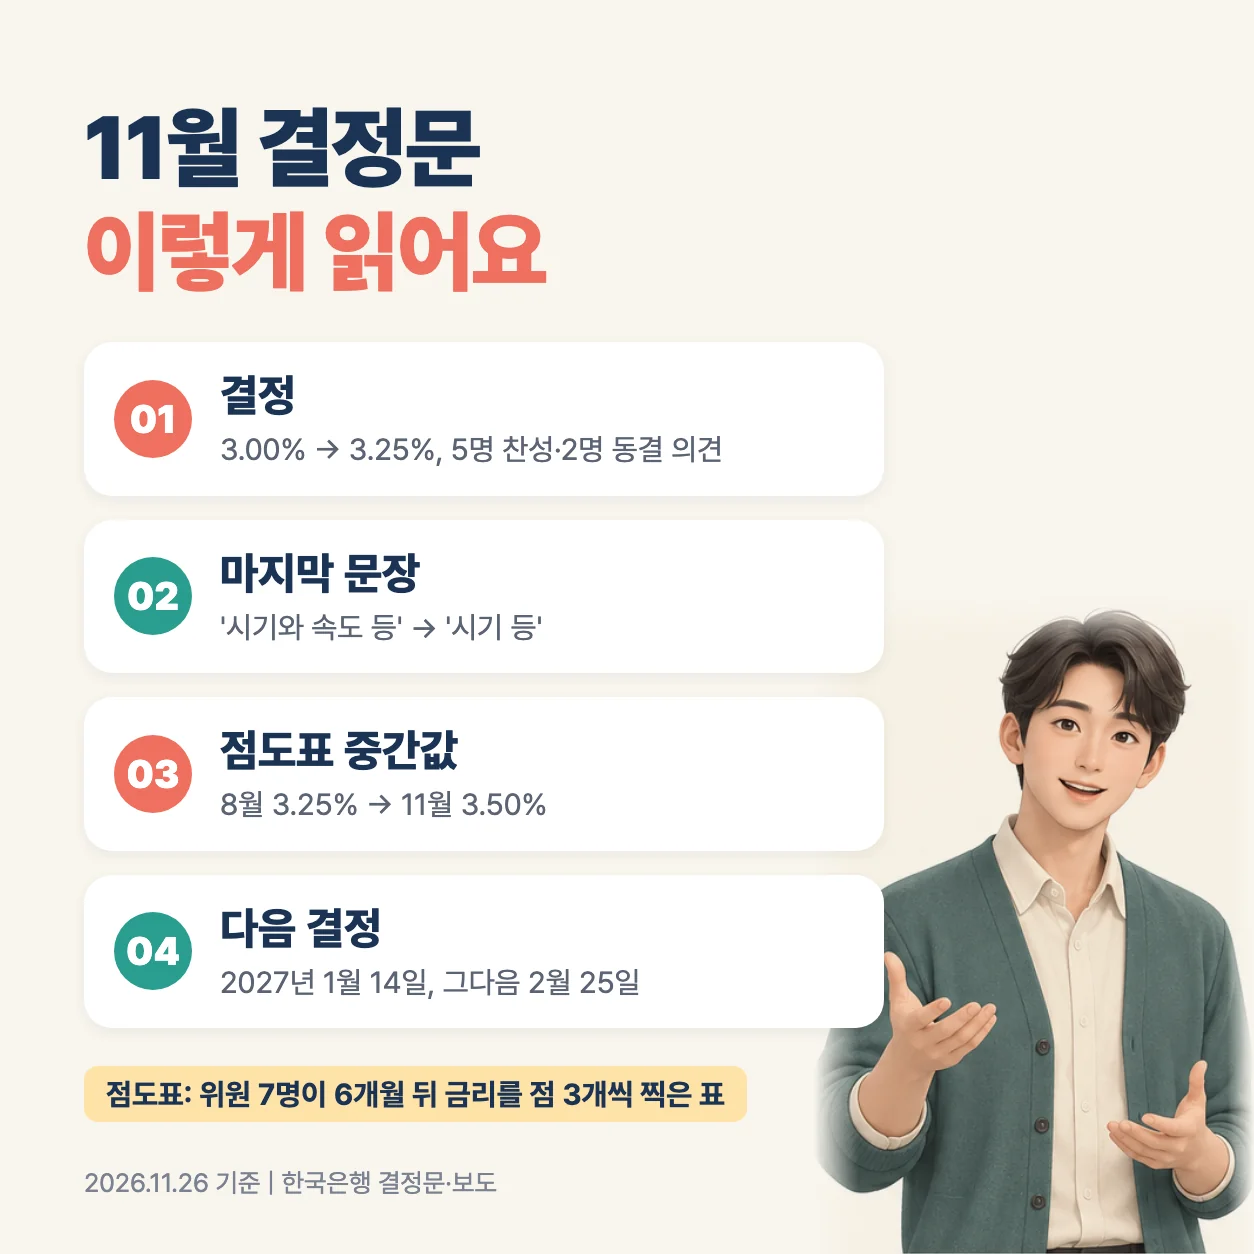 11월 결정문
이렇게 읽어요
01
결정
3.00% → 3.25%, 5명 찬성·2명 동결 의견
02
마지막 문장
'시기와 속도 등' → '시기 등'
03
점도표 중간값
8월 3.25% → 11월 3.50%
04
다음 결정
2027년 1월 14일, 그다음 2월 25일
점도표: 위원 7명이 6개월 뒤 금리를 점 3개씩 찍은 표
2026.11.26 기준 | 한국은행 결정문·보도